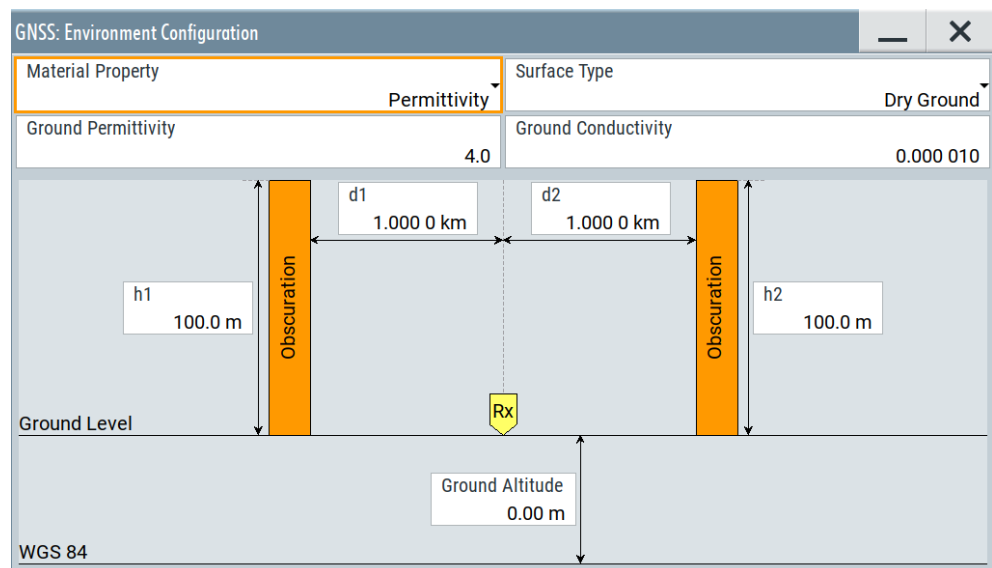 GNSS: Environment Configuration
Material Property
Permittivity
Surface Type
Dry Ground
Ground Permittivity
4.0
Ground Conductivity
0.000 010
d1
1.000 0 km
d2
1.000 0 km
h1
100.0 m
Obscuration
Obscuration
h2
100.0 m
Rx
Ground Level
Ground Altitude
0.00 m
WGS 84